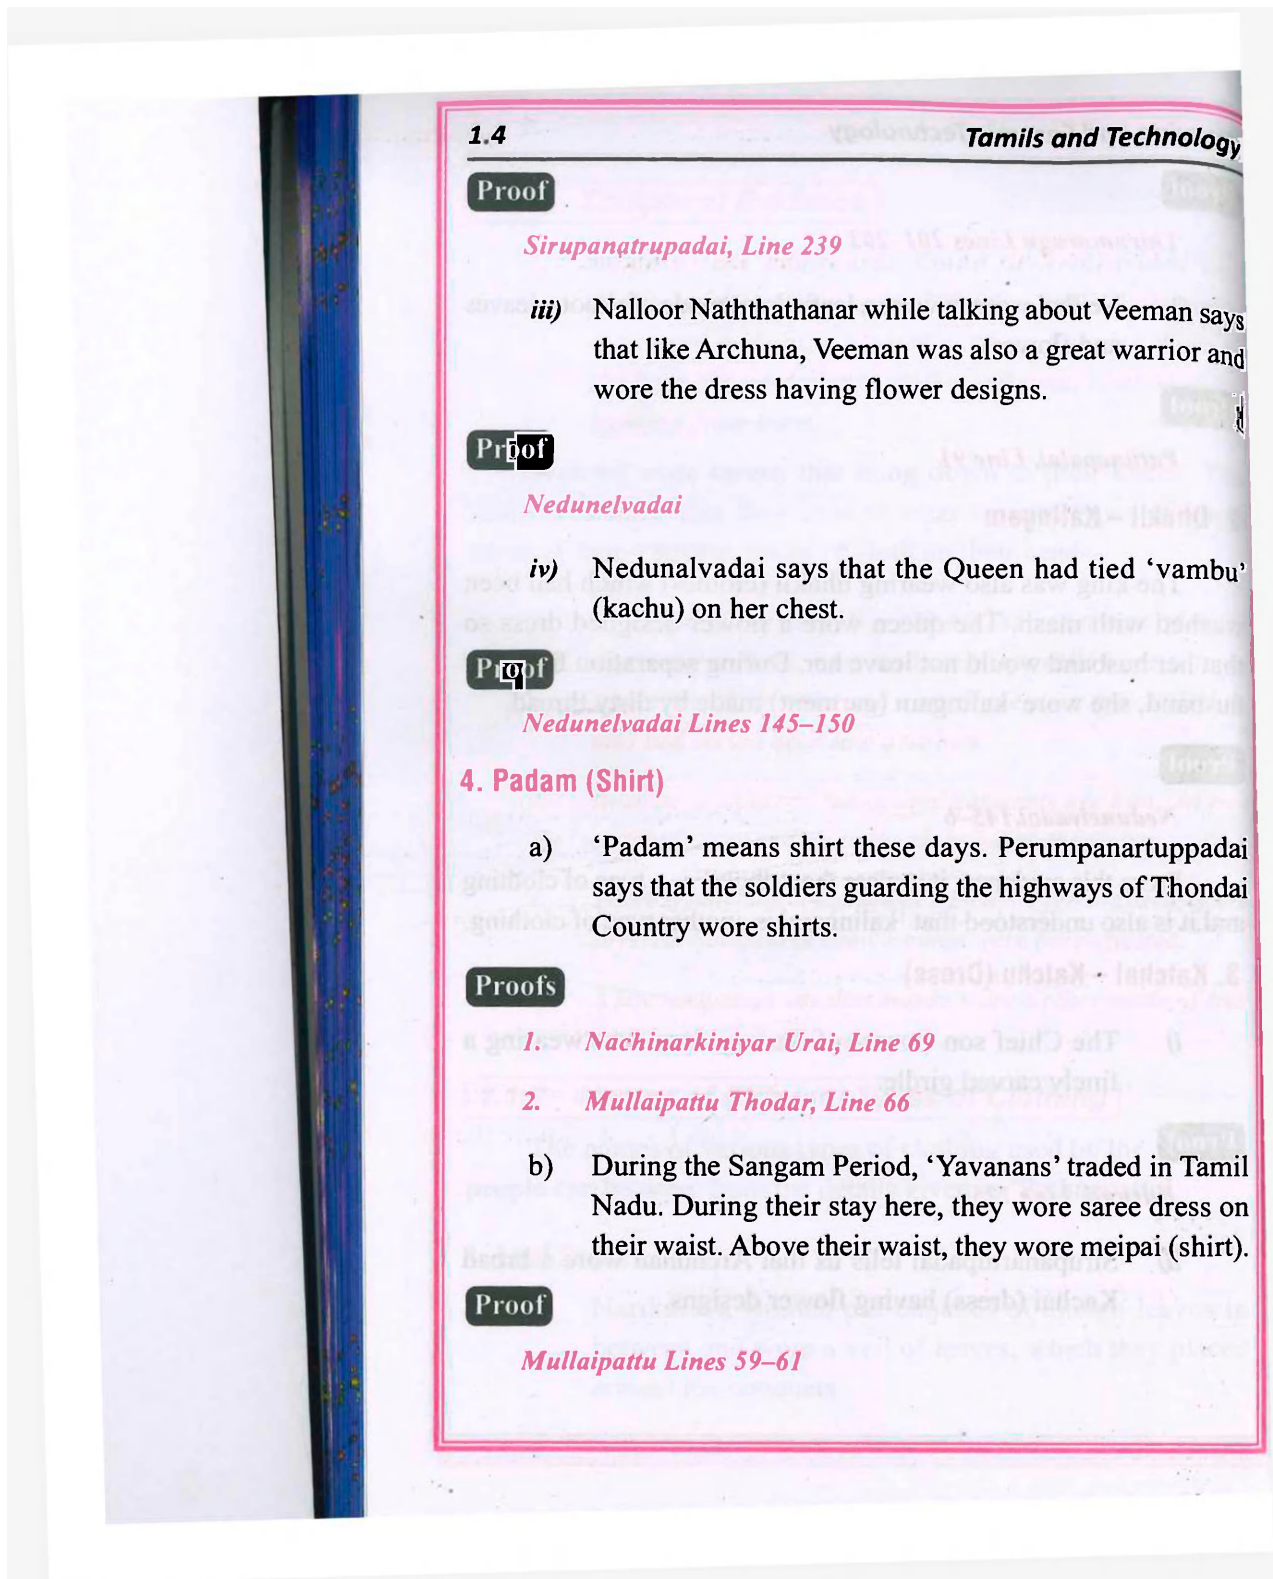 1.4 Tamils and Technology
Proof
Sirupanatrupadai, Line 239
iii) Nalloor Naththathanar while talking about Veeman says
that like Archuna, Veeman was also a great warrior and
wore the dress having flower designs.
Proof
Nedunelvadai
iv) Nedunalvadai says that the Queen had tied ‘vambu’
(kachu) on her chest.
Proof
Nedunelvadai Lines 145–150
4. Padam (Shirt)
a) ‘Padam’ means shirt these days. Perumpanartuppadai
says that the soldiers guarding the highways of Thondai
Country wore shirts.
Proofs
1. Nachinarkiniyar Urai, Line 69
2. Mullaipattu Thodar, Line 66
b) During the Sangam Period, ‘Yavanans’ traded in Tamil
Nadu. During their stay here, they wore saree dress on
their waist. Above their waist, they wore meipai (shirt).
Proof
Mullaipattu Lines 59–61